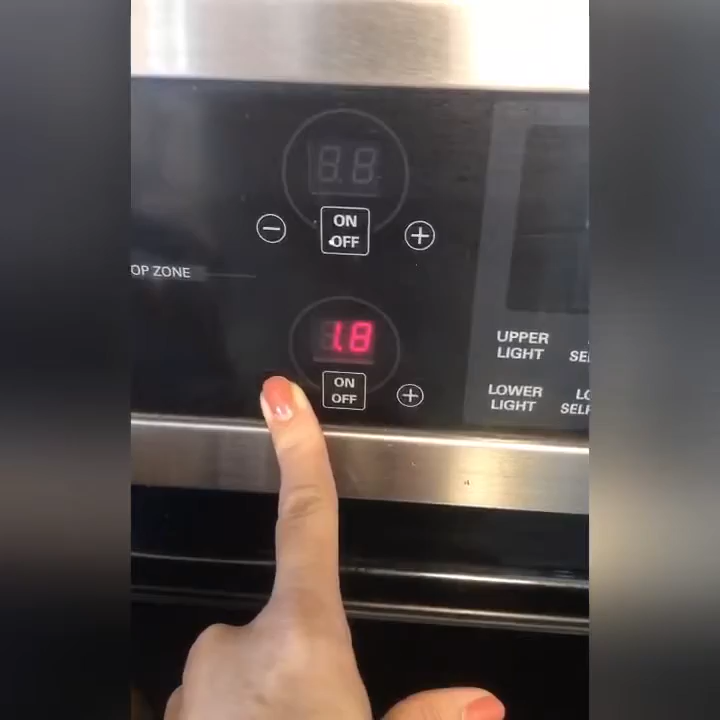 8.8
ON
OFF
OP ZONE
1.8
ON
OFF
UPPER
LIGHT
LOWER
LIGHT